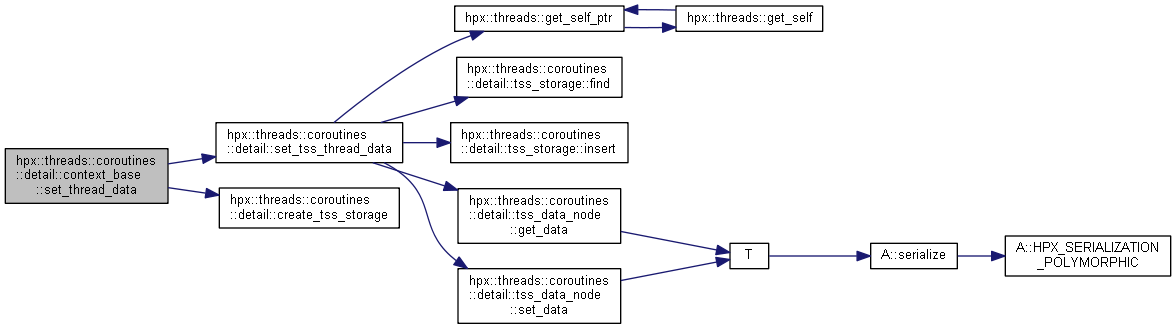 hpx::threads::coroutines
::detail::context_base
::set_thread_data
hpx::threads::coroutines
::detail::set_tss_thread_data
hpx::threads::coroutines
::detail::create_tss_storage
hpx::threads::get_self_ptr
hpx::threads::get_self
hpx::threads::coroutines
::detail::tss_storage::find
hpx::threads::coroutines
::detail::tss_storage::insert
hpx::threads::coroutines
::detail::tss_data_node
::get_data
hpx::threads::coroutines
::detail::tss_data_node
::set_data
T
A::serialize
A::HPX_SERIALIZATION
_POLYMORPHIC